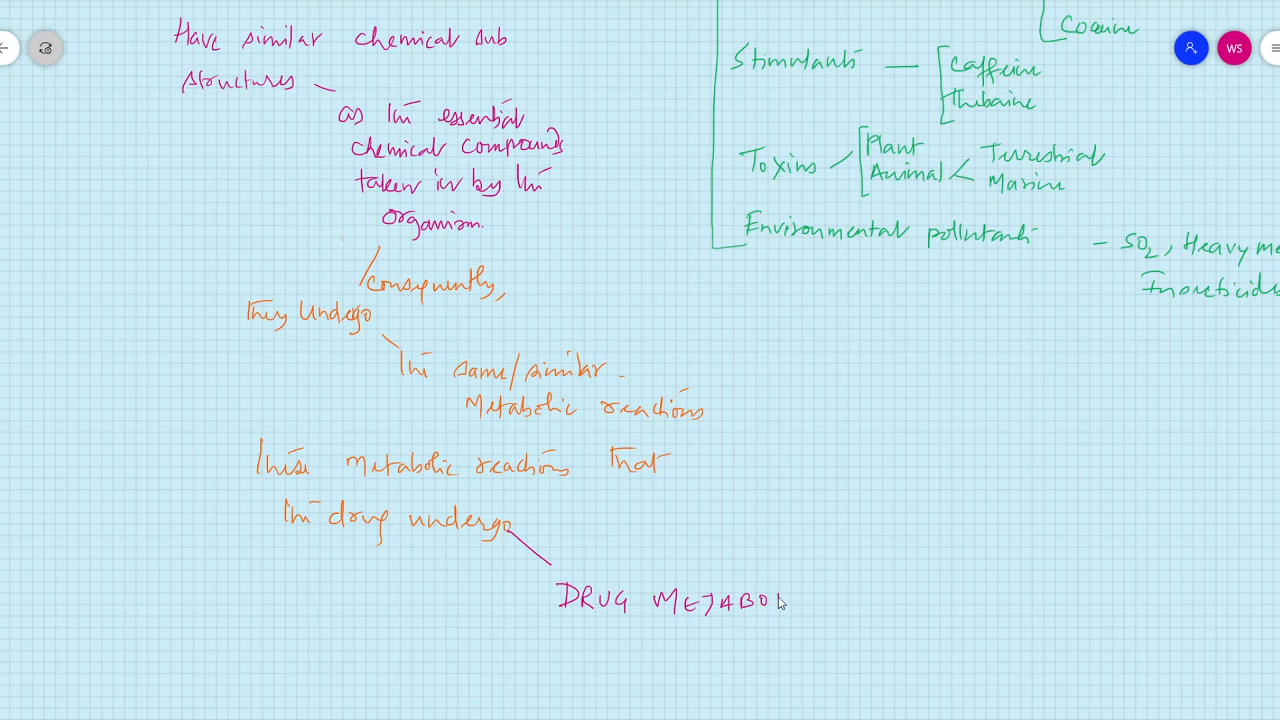 Have similar chemical sub
structures
as the essential
chemical compounds
taken in by the
organism.
Consequently,
They Undergo
the same/similar
Metabolic reactions
These metabolic reactions that
the drug undergo
DRUG METABOL
Cocaine
Stimulants — Caffeine
Thebaine
Toxins Plant
Animal < Terrestrial
Marine
Environmental pollutants
- SO2, Heavy me
Insecticides
WS